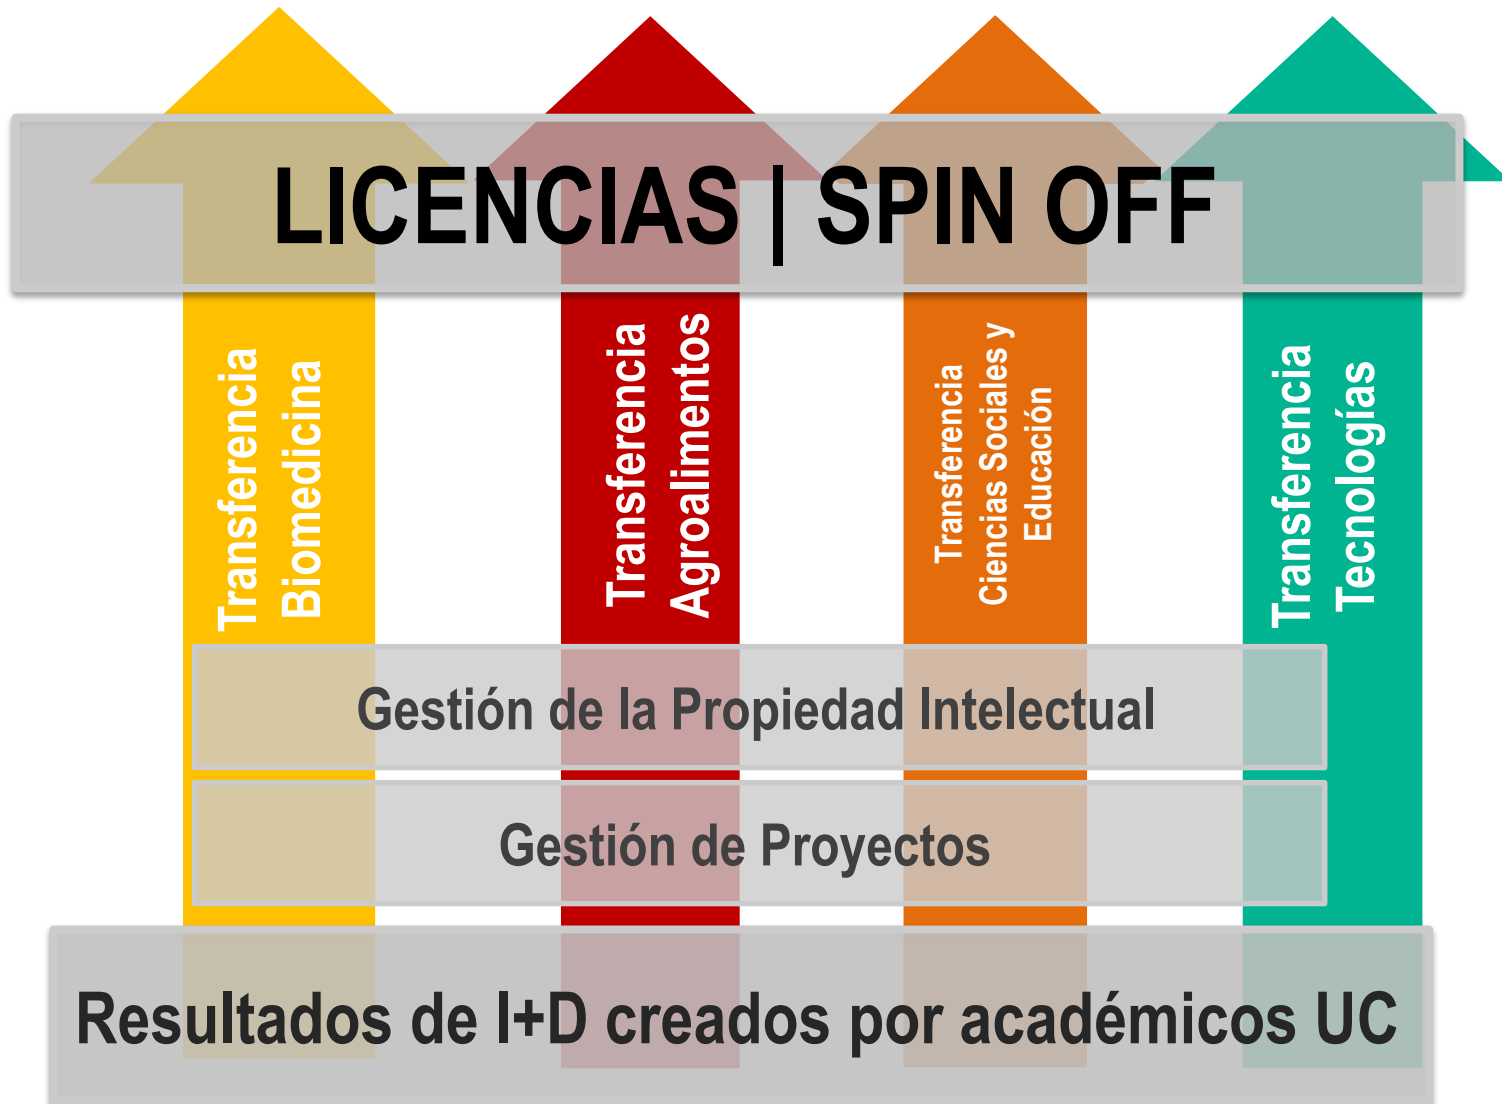 LICENCIAS | SPIN OFF
Transferencia
Biomedicina
Transferencia
Agroalimentos
Transferencia
Ciencias Sociales y
Educación
Transferencia
Tecnologías
Gestión de la Propiedad Intelectual
Gestión de Proyectos
Resultados de I+D creados por académicos UC